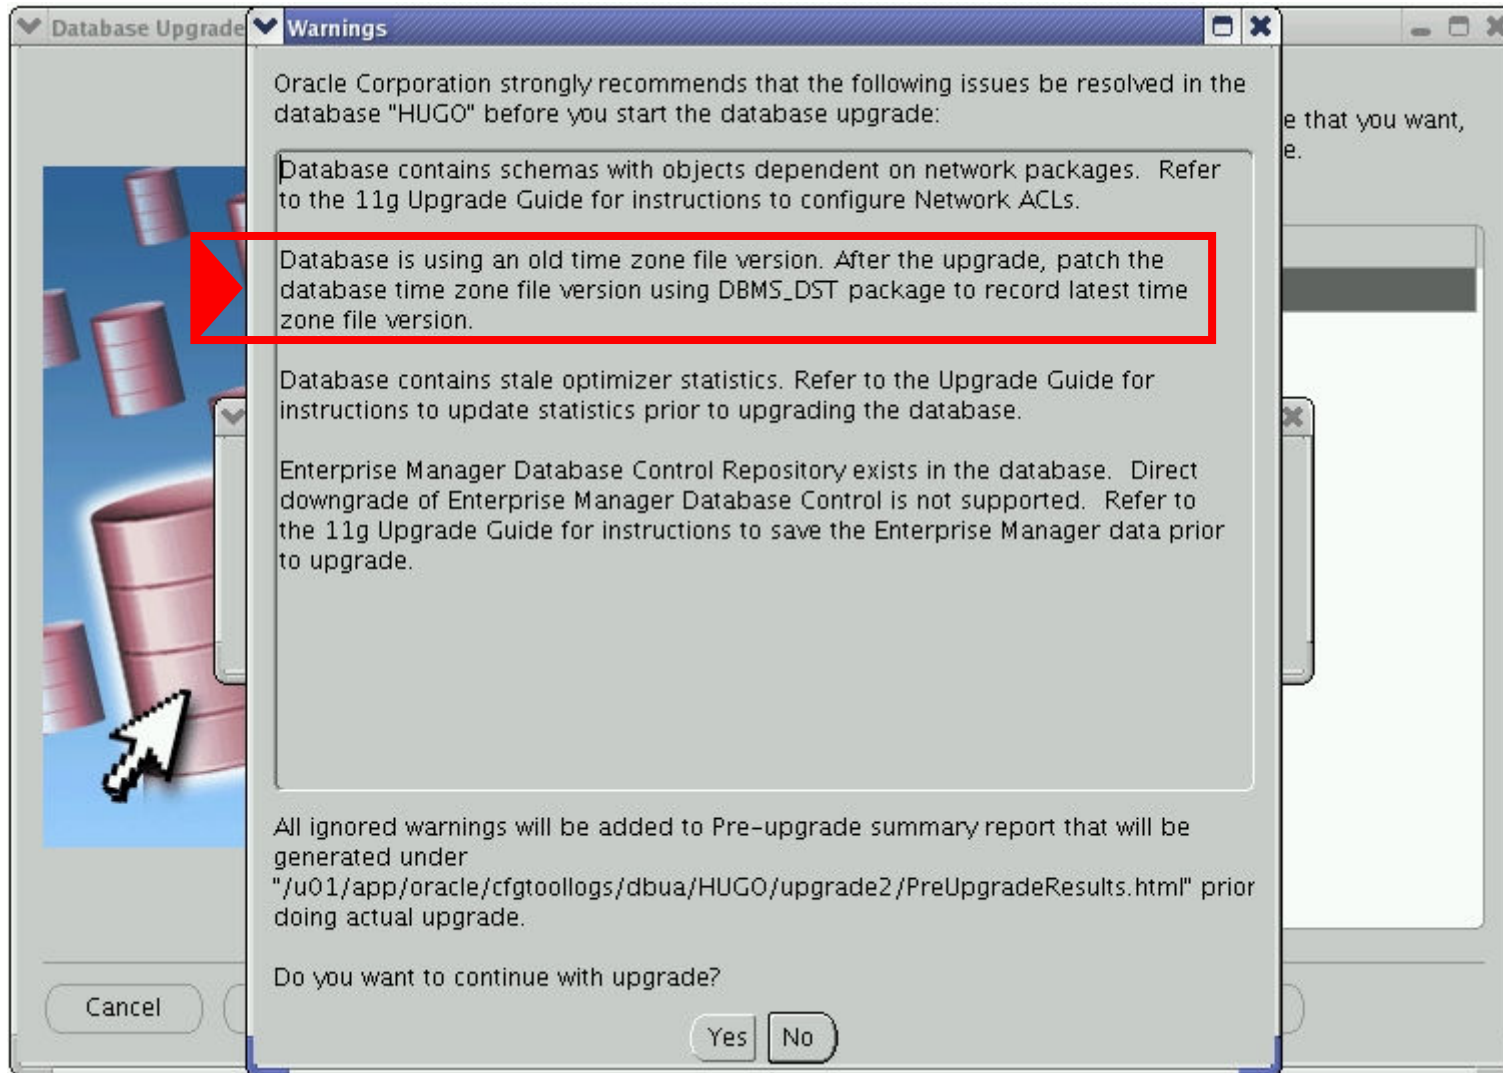 Database Upgrade
Warnings
Oracle Corporation strongly recommends that the following issues be resolved in the
database "HUGO" before you start the database upgrade:
e that you want,
e.
Database contains schemas with objects dependent on network packages.  Refer
to the 11g Upgrade Guide for instructions to configure Network ACLs.
Database is using an old time zone file version. After the upgrade, patch the
database time zone file version using DBMS_DST package to record latest time
zone file version.
Database contains stale optimizer statistics. Refer to the Upgrade Guide for
instructions to update statistics prior to upgrading the database.
Enterprise Manager Database Control Repository exists in the database.  Direct
downgrade of Enterprise Manager Database Control is not supported.  Refer to
the 11g Upgrade Guide for instructions to save the Enterprise Manager data prior
to upgrade.
All ignored warnings will be added to Pre-upgrade summary report that will be
generated under
"/u01/app/oracle/cfgtoollogs/dbua/HUGO/upgrade2/PreUpgradeResults.html" prior
doing actual upgrade.
Do you want to continue with upgrade?
Cancel
Yes
No